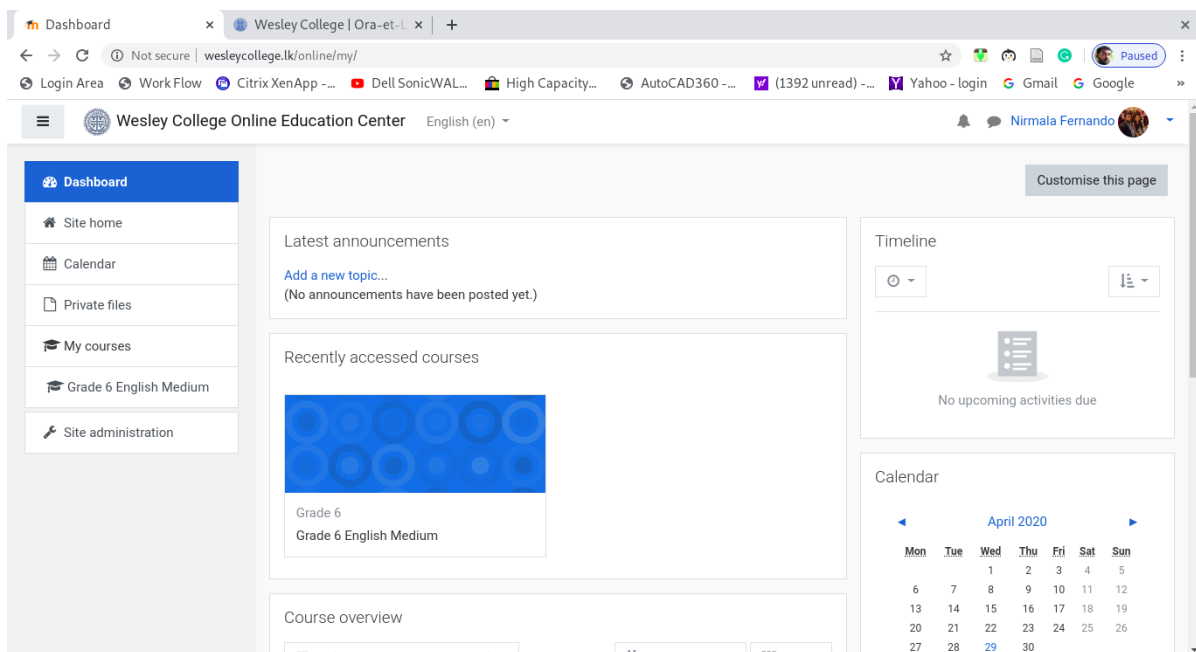 Dashboard × Wesley College | Ora-et-L × +
Not secure | wesleycollege.lk/online/my/ Paused
Login Area Work Flow Citrix XenApp -... Dell SonicWAL... High Capacity... AutoCAD360 -... (1392 unread) -... Yahoo - login Gmail Google »
Wesley College Online Education Center English (en) Nirmala Fernando
Dashboard
Site home
Calendar
Private files
My courses
Grade 6 English Medium
Site administration
Customise this page
Latest announcements
Add a new topic...
(No announcements have been posted yet.)
Recently accessed courses
Grade 6
Grade 6 English Medium
Course overview
Timeline
No upcoming activities due
Calendar
◄ April 2020 ►
Mon Tue Wed Thu Fri Sat Sun
1 2 3 4 5
6 7 8 9 10 11 12
13 14 15 16 17 18 19
20 21 22 23 24 25 26
27 28 29 30